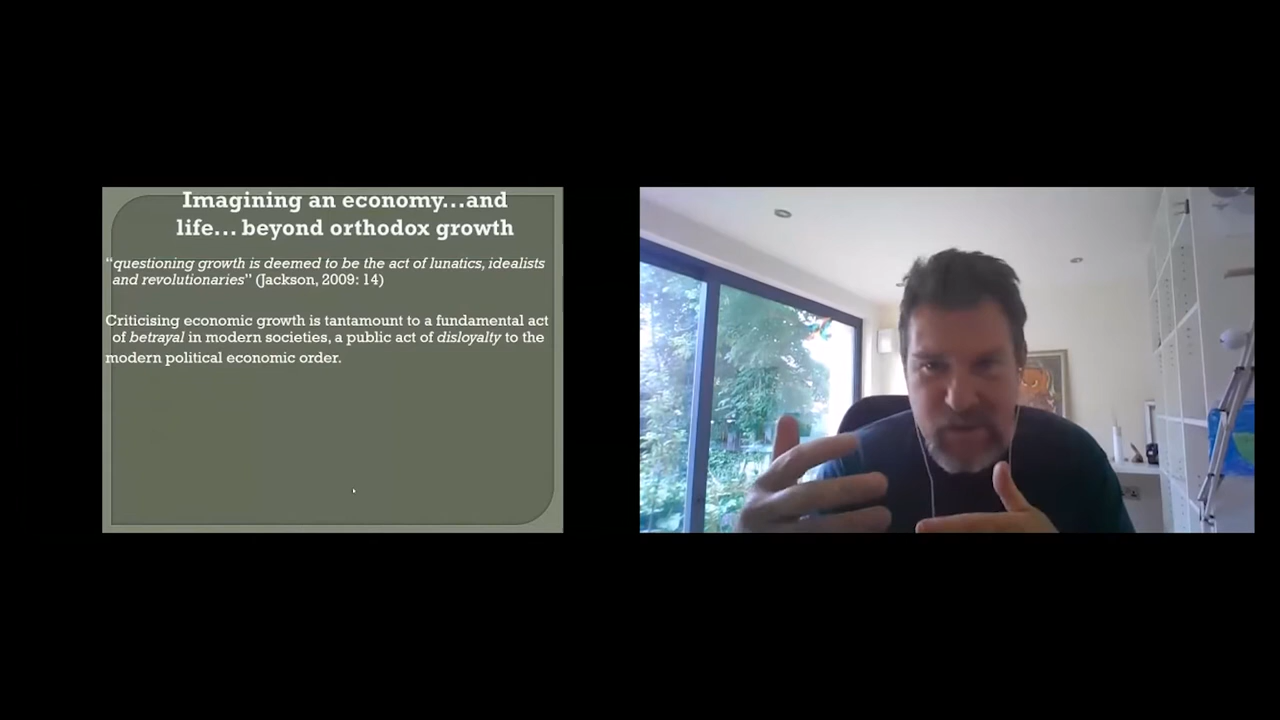 Imagining an economy...and
life... beyond orthodox growth
“questioning growth is deemed to be the act of lunatics, idealists
and revolutionaries” (Jackson, 2009: 14)
Criticising economic growth is tantamount to a fundamental act
of betrayal in modern societies, a public act of disloyalty to the
modern political economic order.